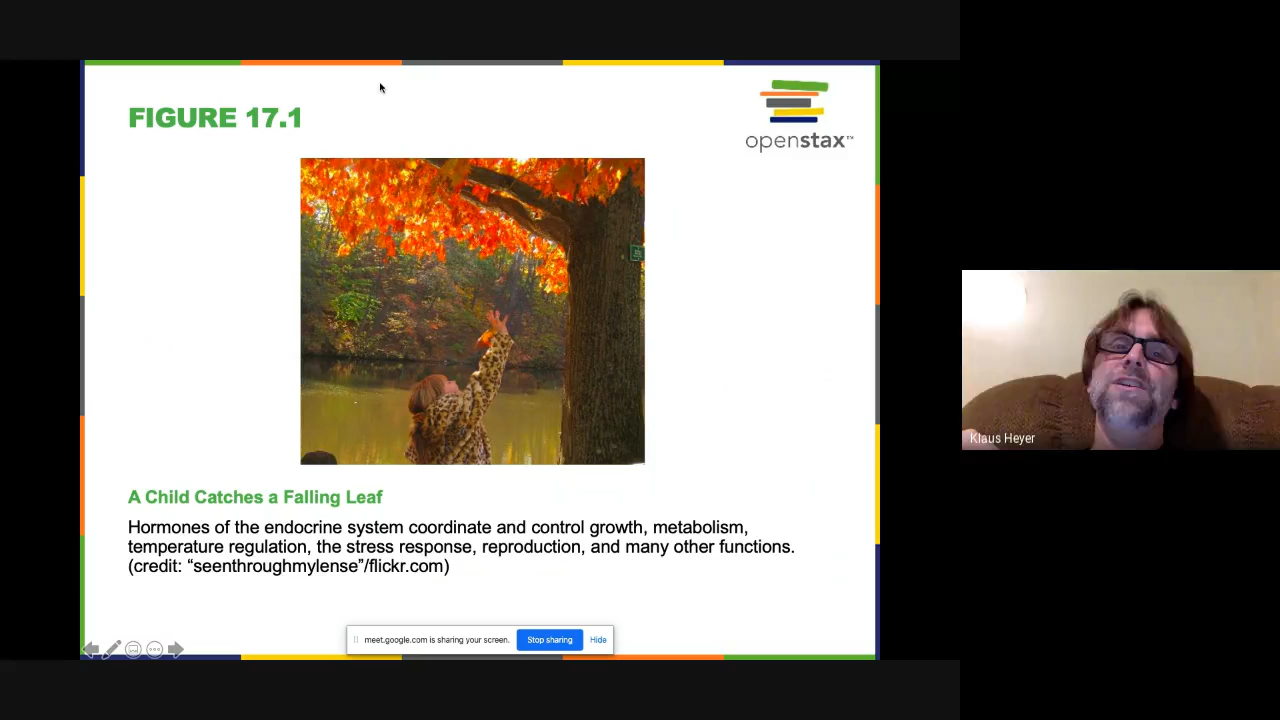 FIGURE 17.1
openstax™
A Child Catches a Falling Leaf
Hormones of the endocrine system coordinate and control growth, metabolism,
temperature regulation, the stress response, reproduction, and many other functions.
(credit: “seenthroughmylense”/flickr.com)
meet.google.com is sharing your screen.
Stop sharing
Hide
Klaus Heyer